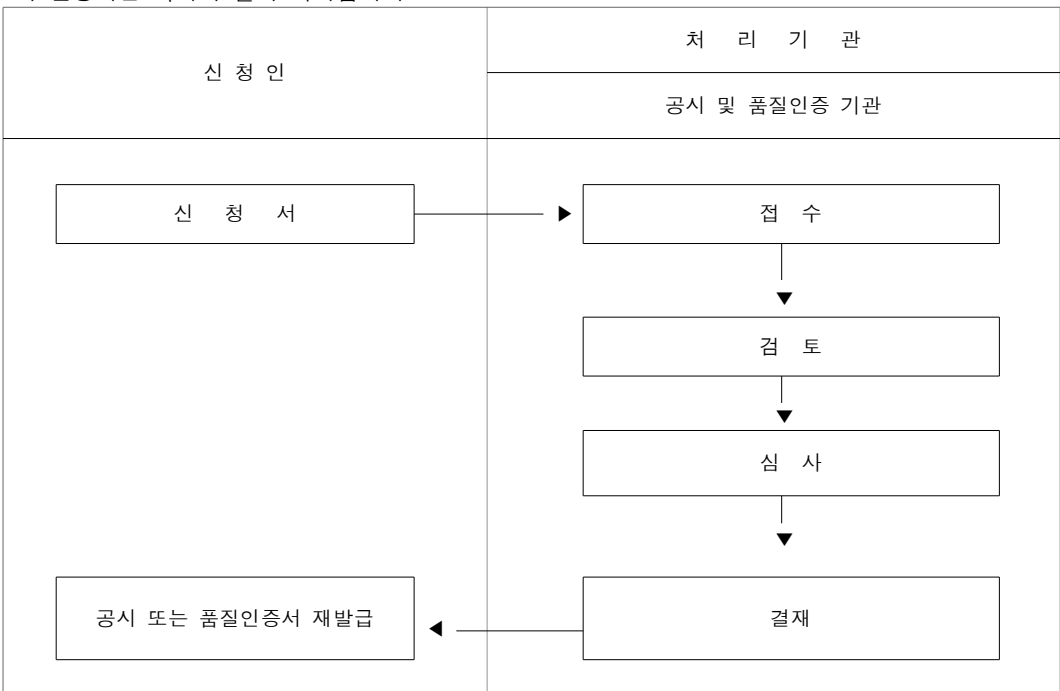 신 청 인
처 리 기 관
공시 및 품질인증 기관
신 청 서
접 수
검 토
심 사
공시 또는 품질인증서 재발급
결재